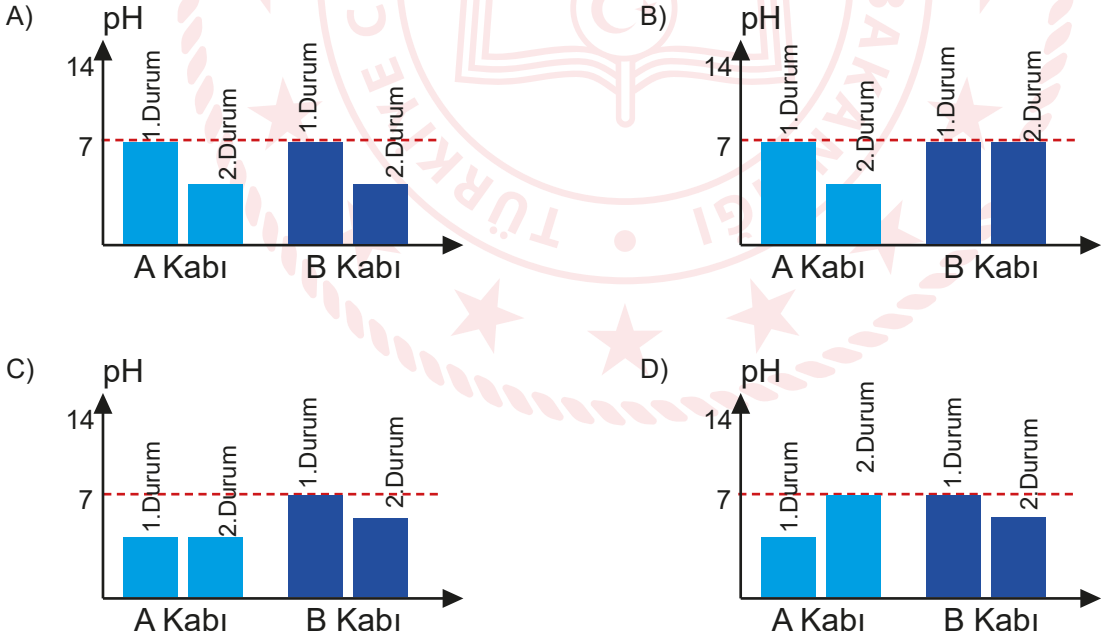 A)
pH
14
7
1.Durum
2.Durum
1.Durum
2.Durum
A Kabı
B Kabı
B)
pH
14
7
1.Durum
2.Durum
1.Durum
2.Durum
A Kabı
B Kabı
C)
pH
14
7
1.Durum
2.Durum
1.Durum
2.Durum
A Kabı
B Kabı
D)
pH
14
7
1.Durum
2.Durum
1.Durum
2.Durum
A Kabı
B Kabı